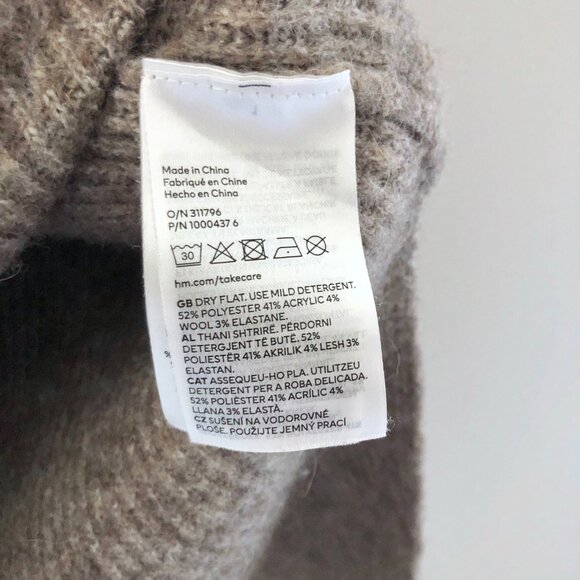 Made in China
Fabriqué en Chine
Hecho en China
O/N 311796
P/N 1000437 6
30
hm.com/takecare
GB DRY FLAT. USE MILD DETERGENT.
52% POLYESTER 41% ACRYLIC 4%
WOOL 3% ELASTANE.
AL THANI SHTRIRË. PËRDORNI
DETERGJENT TË BUTË. 52%
POLIESTËR 41% AKRILIK 4% LESH 3%
ELASTAN.
CAT ASSEQUEU-HO PLA. UTILITZEU
DETERGENT PER A ROBA DELICADA.
52% POLIÈSTER 41% ACRÍLIC 4%
LLANA 3% ELASTÀ.
CZ SUŠENÍ NA VODOROVNÉ
PLOŠE. POUŽIJTE JEMNÝ PRACÍ